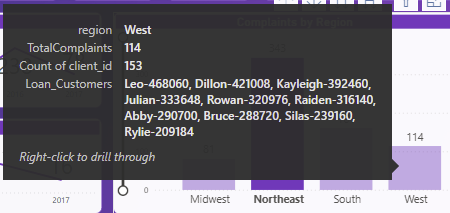 region West
TotalComplaints 114
Count of client_id 153
Loan_Customers Leo-468060, Dillon-421008, Kayleigh-392460,
Julian-333648, Rowan-320976, Raiden-316140,
Abby-290700, Bruce-288720, Silas-239160,
Rylie-209184
Right-click to drill through
114
0
2017
Midwest Northeast South West